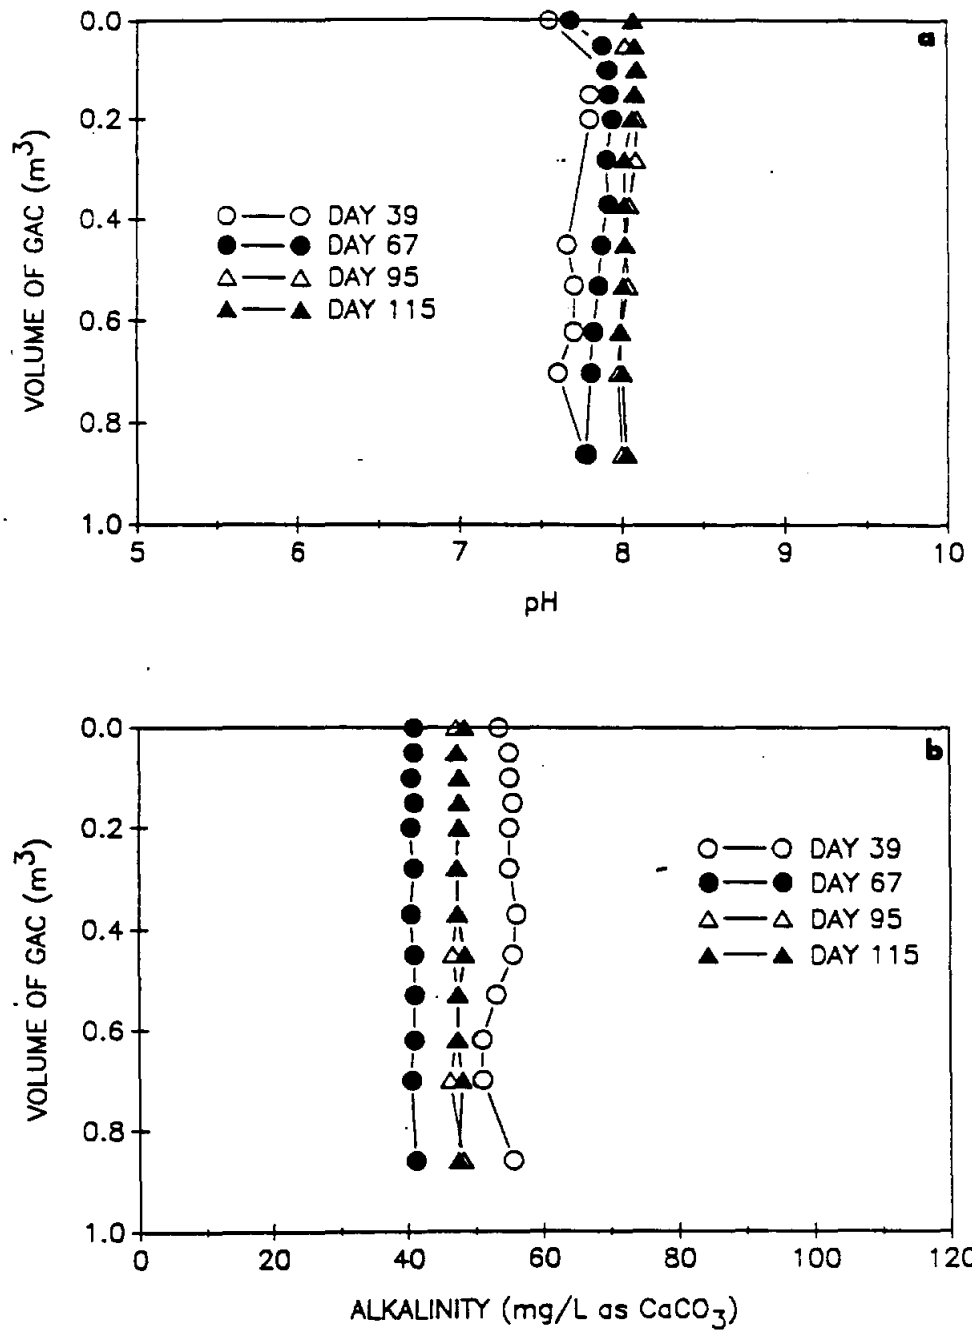 a
0.0
0.2
0.4
0.6
0.8
1.0
VOLUME OF GAC (m³)
DAY 39
DAY 67
DAY 95
DAY 115
5 6 7 8 9 10
pH
b
0.0
0.2
0.4
0.6
0.8
1.0
VOLUME OF GAC (m³)
DAY 39
DAY 67
DAY 95
DAY 115
0 20 40 60 80 100 120
ALKALINITY (mg/L as CaCO₃)